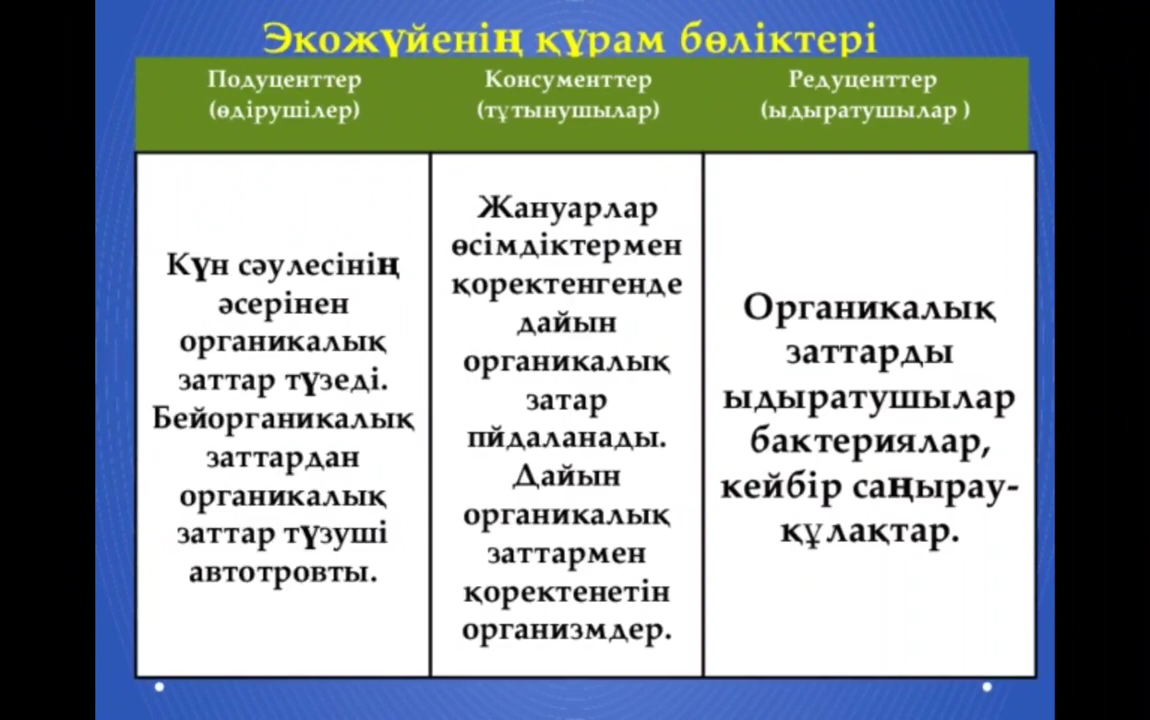 Экожүйенің құрам бөліктері
Подуценттер
(өдірушілер)
Консументтер
(тұтынушылар)
Редуценттер
(ыдыратушылар )
Күн сәулесінің
әсерінен
органикалық
заттар түзеді.
Бейорганикалық
заттардан
органикалық
заттар түзуші
автотровты.
Жануарлар
өсімдіктермен
қоректенгенде
дайын
органикалық
затар
пйдаланады.
Дайын
органикалық
заттармен
қоректенетін
организмдер.
Органикалық
заттарды
ыдыратушылар
бактериялар,
кейбір саңырау-
құлақтар.